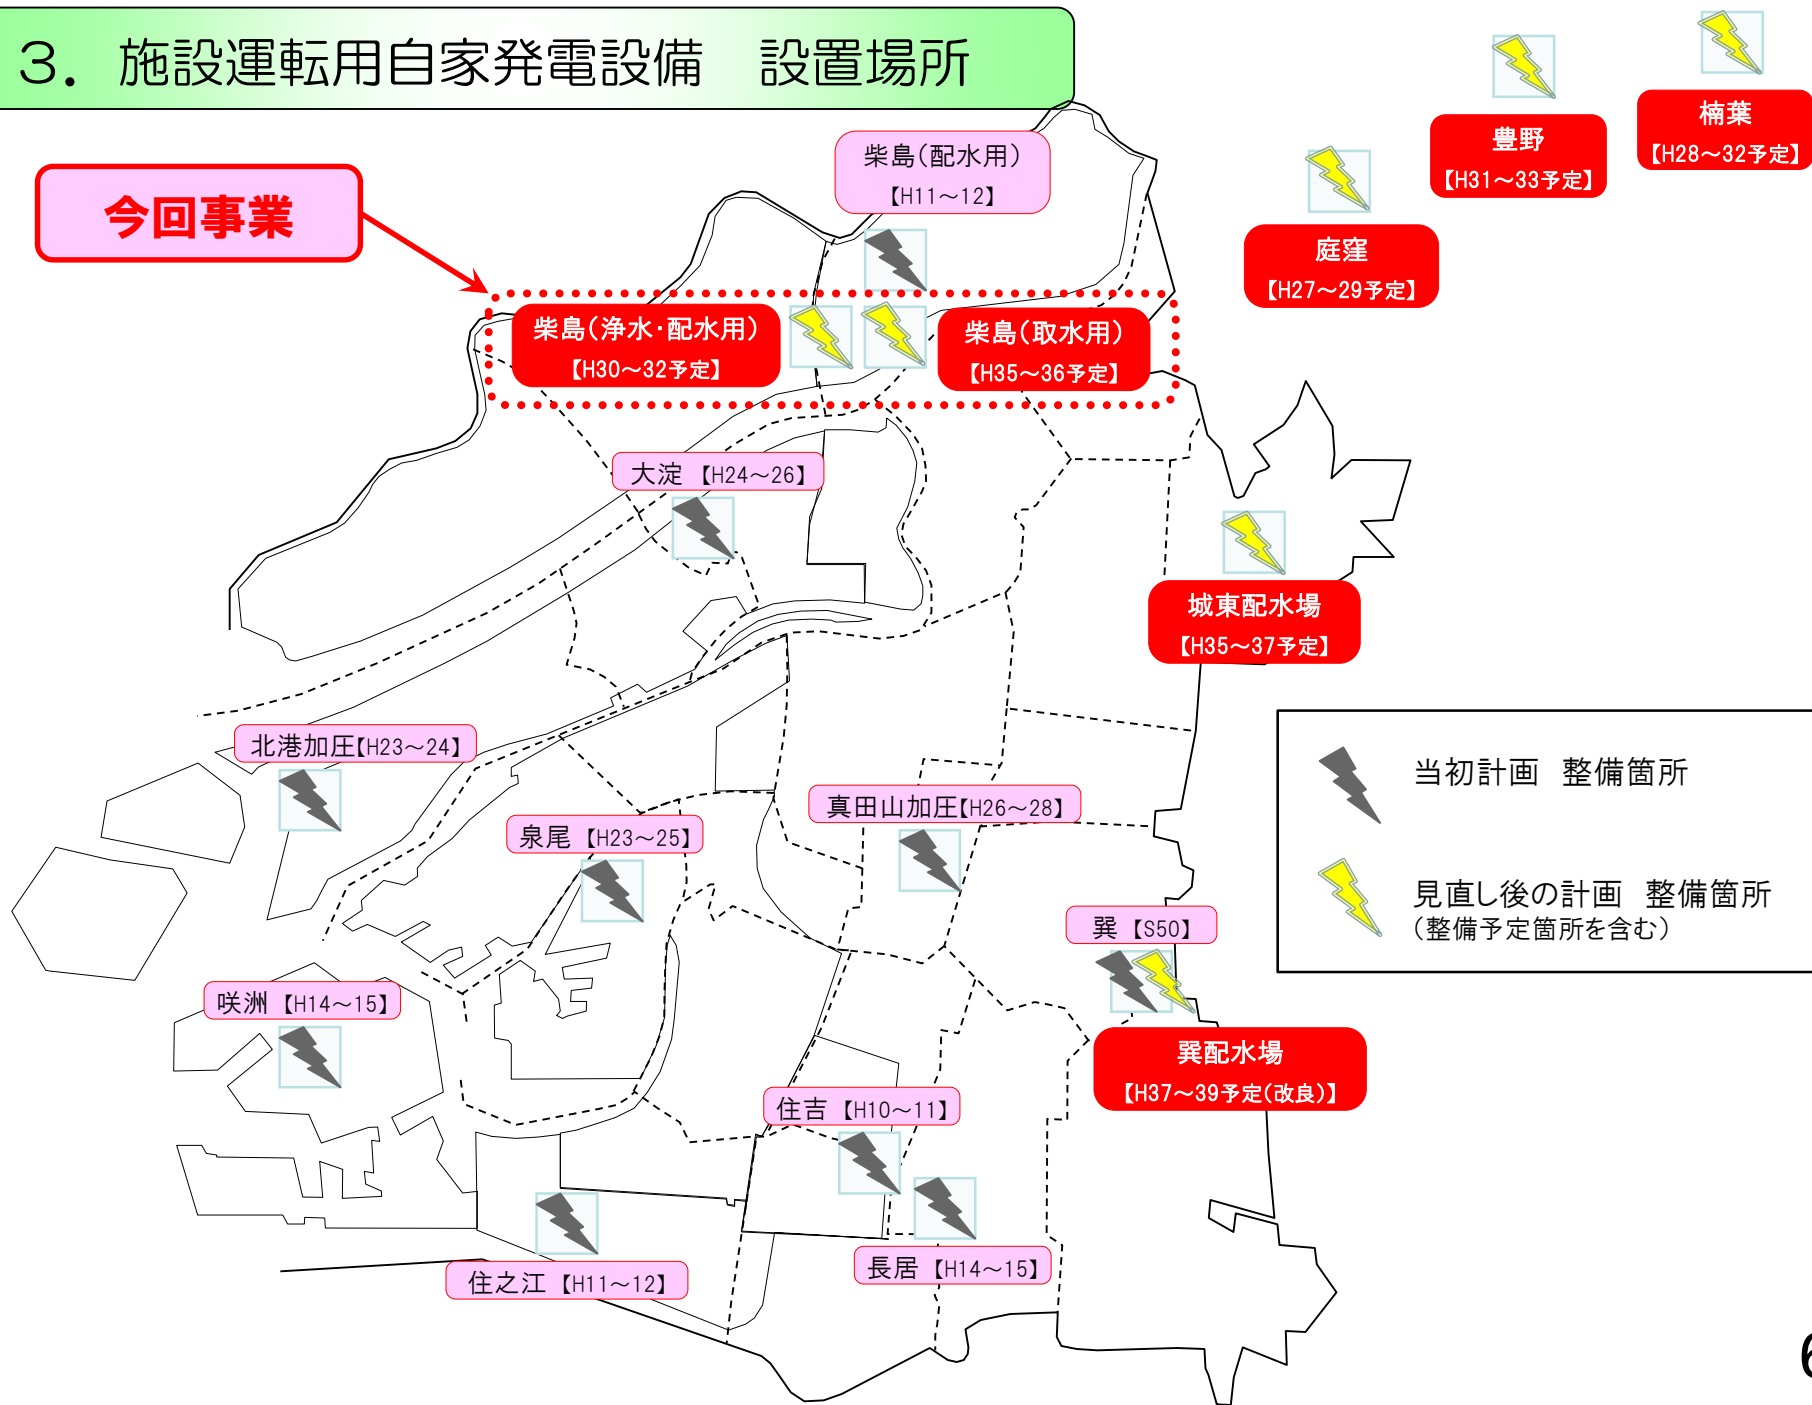 ３．施設運転用自家発電設備　設置場所
今回事業
柴島（配水用）
【H11～12】
楠葉
【H28～32予定】
豊野
【H31～33予定】
庭窪
【H27～29予定】
柴島（浄水・配水用）
【H30～32予定】
柴島（取水用）
【H35～36予定】
大淀【H24～26】
城東配水場
【H35～37予定】
北港加圧【H23～24】
泉尾【H23～25】
真田山加圧【H26～28】
当初計画　整備箇所
見直し後の計画　整備箇所
（整備予定箇所を含む）
巽【S50】
巽配水場
【H37～39予定（改良）】
咲洲【H14～15】
住吉【H10～11】
長居【H14～15】
住之江【H11～12】
6